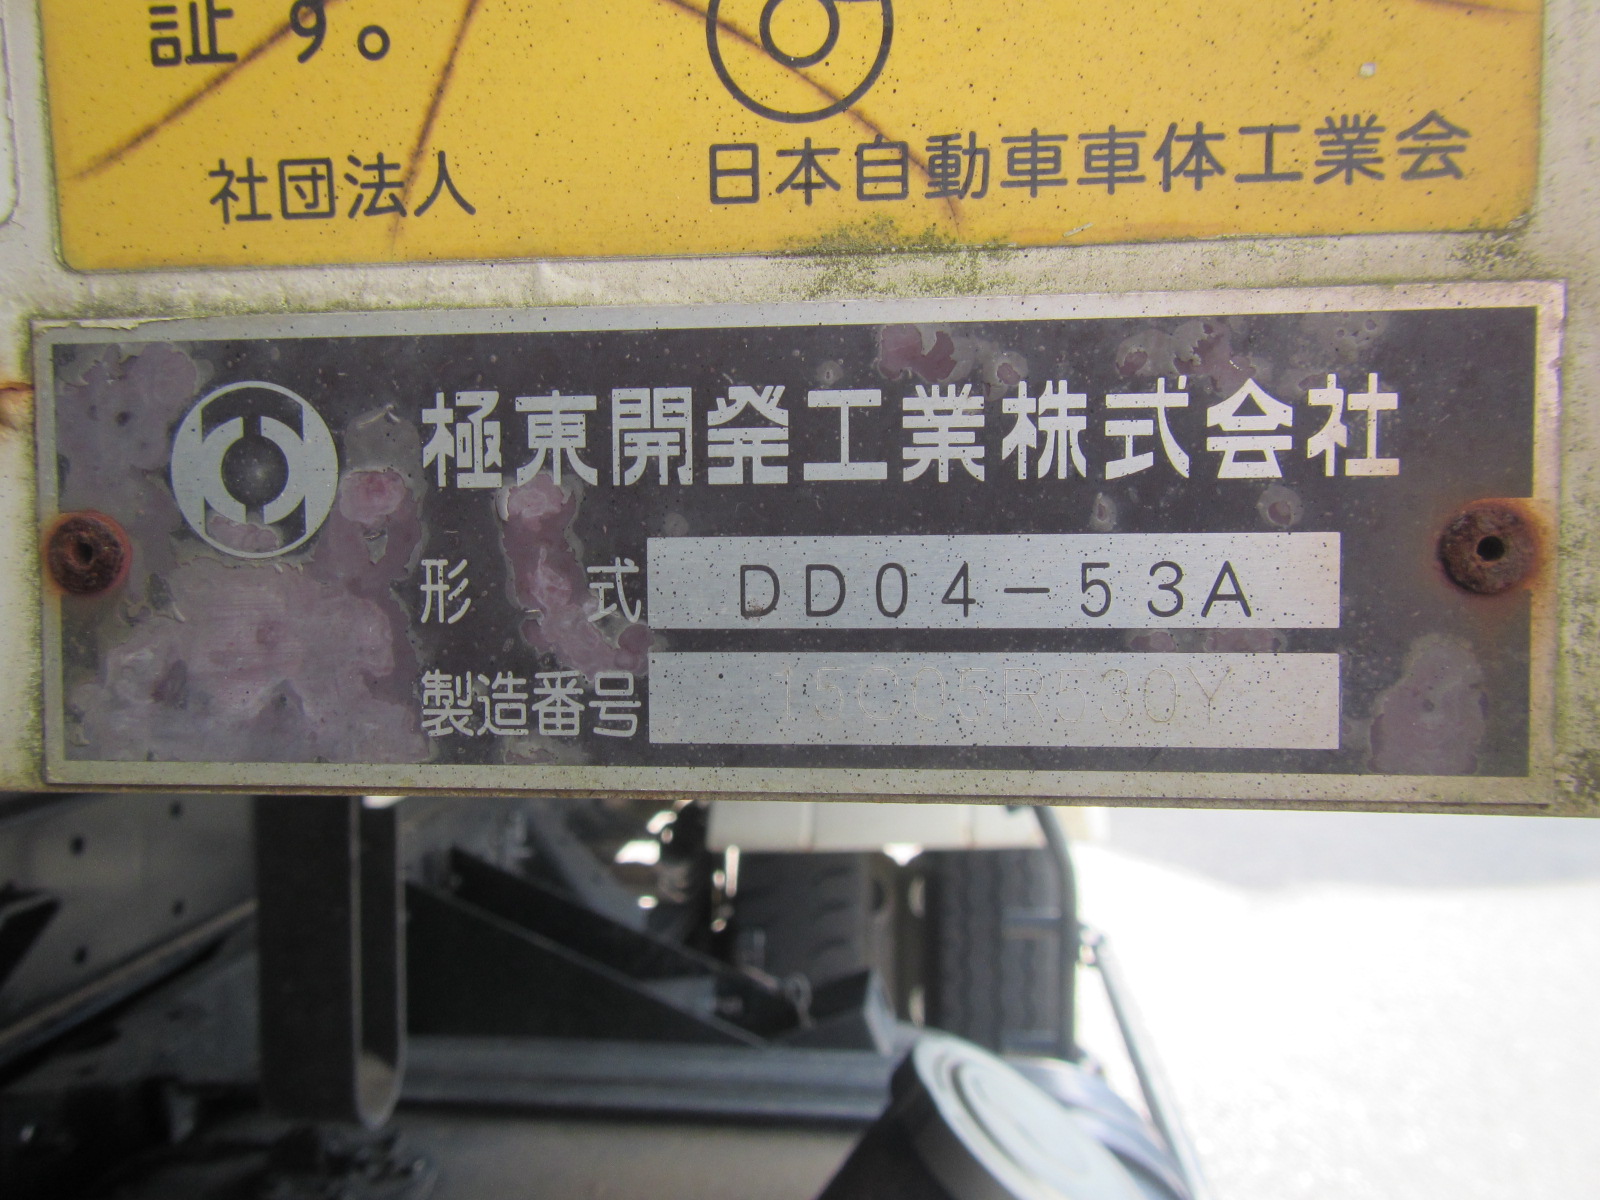 証す。
社団法人 日本自動車車体工業会
極東開発工業株式会社
形式 DD04-53A
製造番号